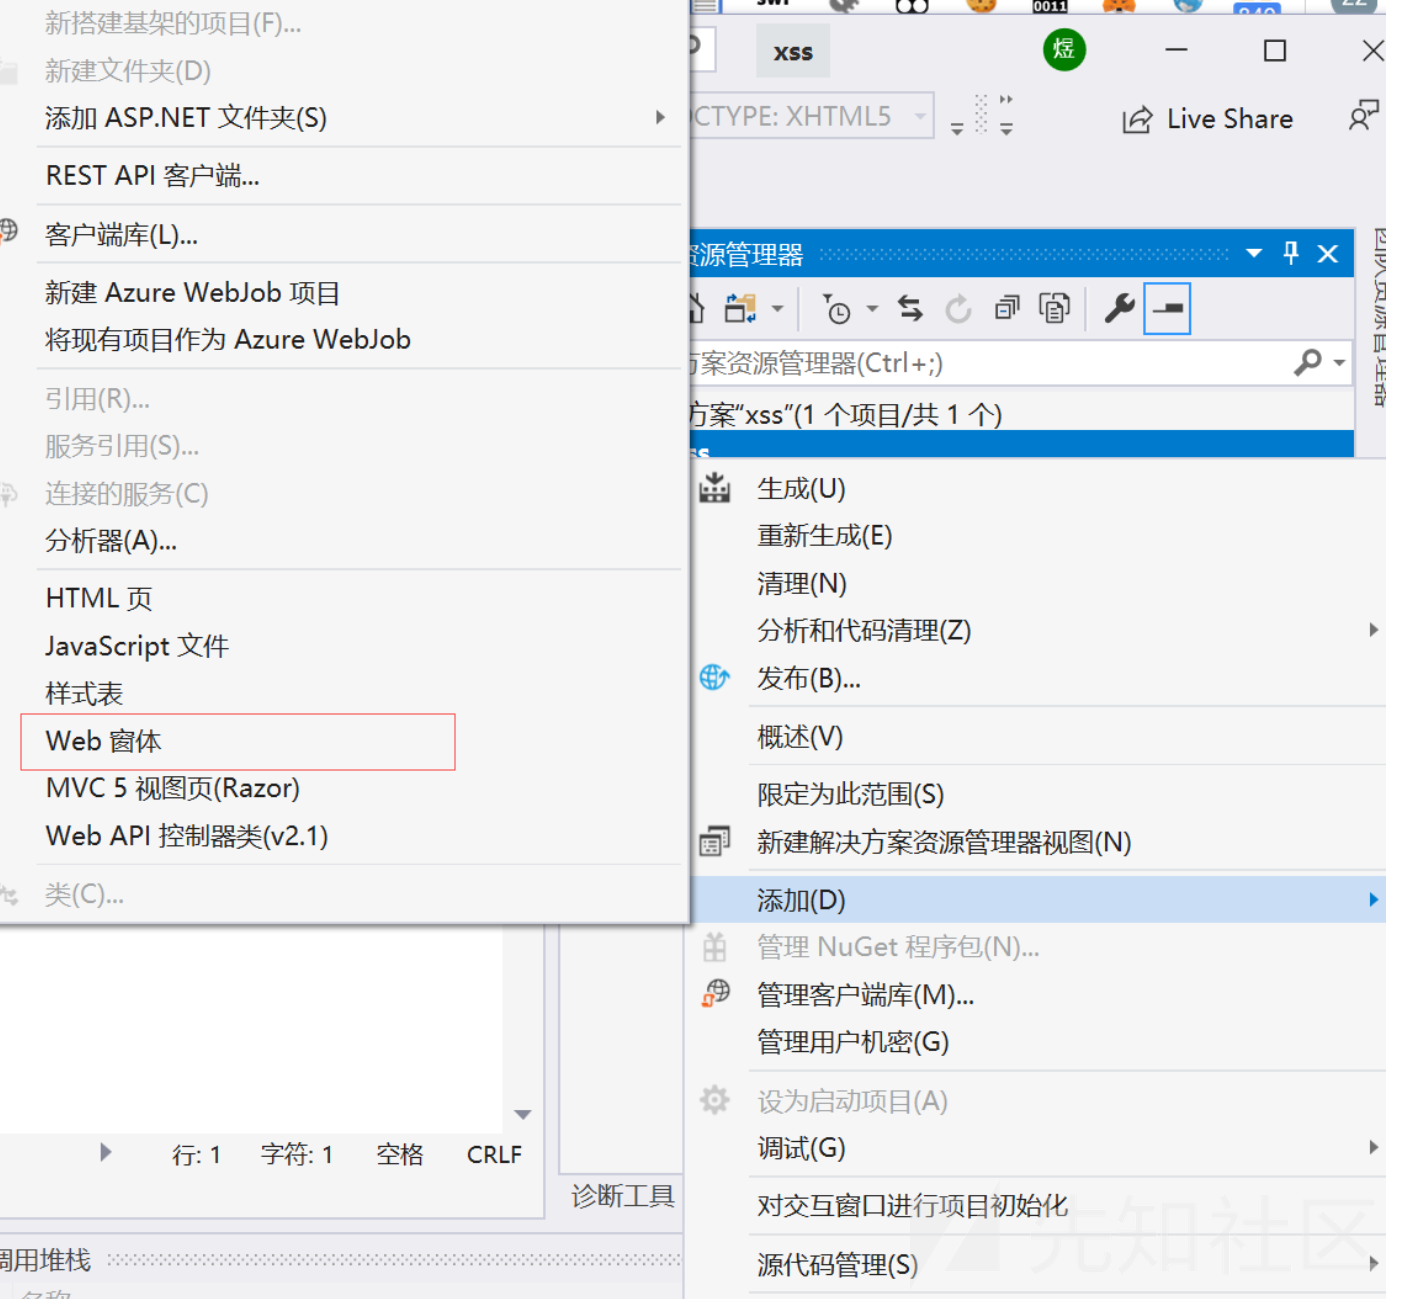 新搭建基架的项目(F)...
新建文件夹(D)
添加 ASP.NET 文件夹(S)
REST API 客户端...
客户端库(L)...
新建 Azure WebJob 项目
将现有项目作为 Azure WebJob
引用(R)...
服务引用(S)...
连接的服务(C)
分析器(A)...
HTML 页
JavaScript 文件
样式表
Web 窗体
MVC 5 视图页(Razor)
Web API 控制器类(v2.1)
类(C)...
0011
22
xss
煜
CTYPE: XHTML5
Live Share
资源管理器
团队资源管理器
方案资源管理器(Ctrl+;)
方案"xss"(1 个项目/共 1 个)
生成(U)
重新生成(E)
清理(N)
分析和代码清理(Z)
发布(B)...
概述(V)
限定为此范围(S)
新建解决方案资源管理器视图(N)
添加(D)
管理 NuGet 程序包(N)...
管理客户端库(M)...
管理用户机密(G)
设为启动项目(A)
调试(G)
对交互窗口进行项目初始化
源代码管理(S)
行: 1 字符: 1 空格 CRLF
诊断工具
调用堆栈
名称
先知社区